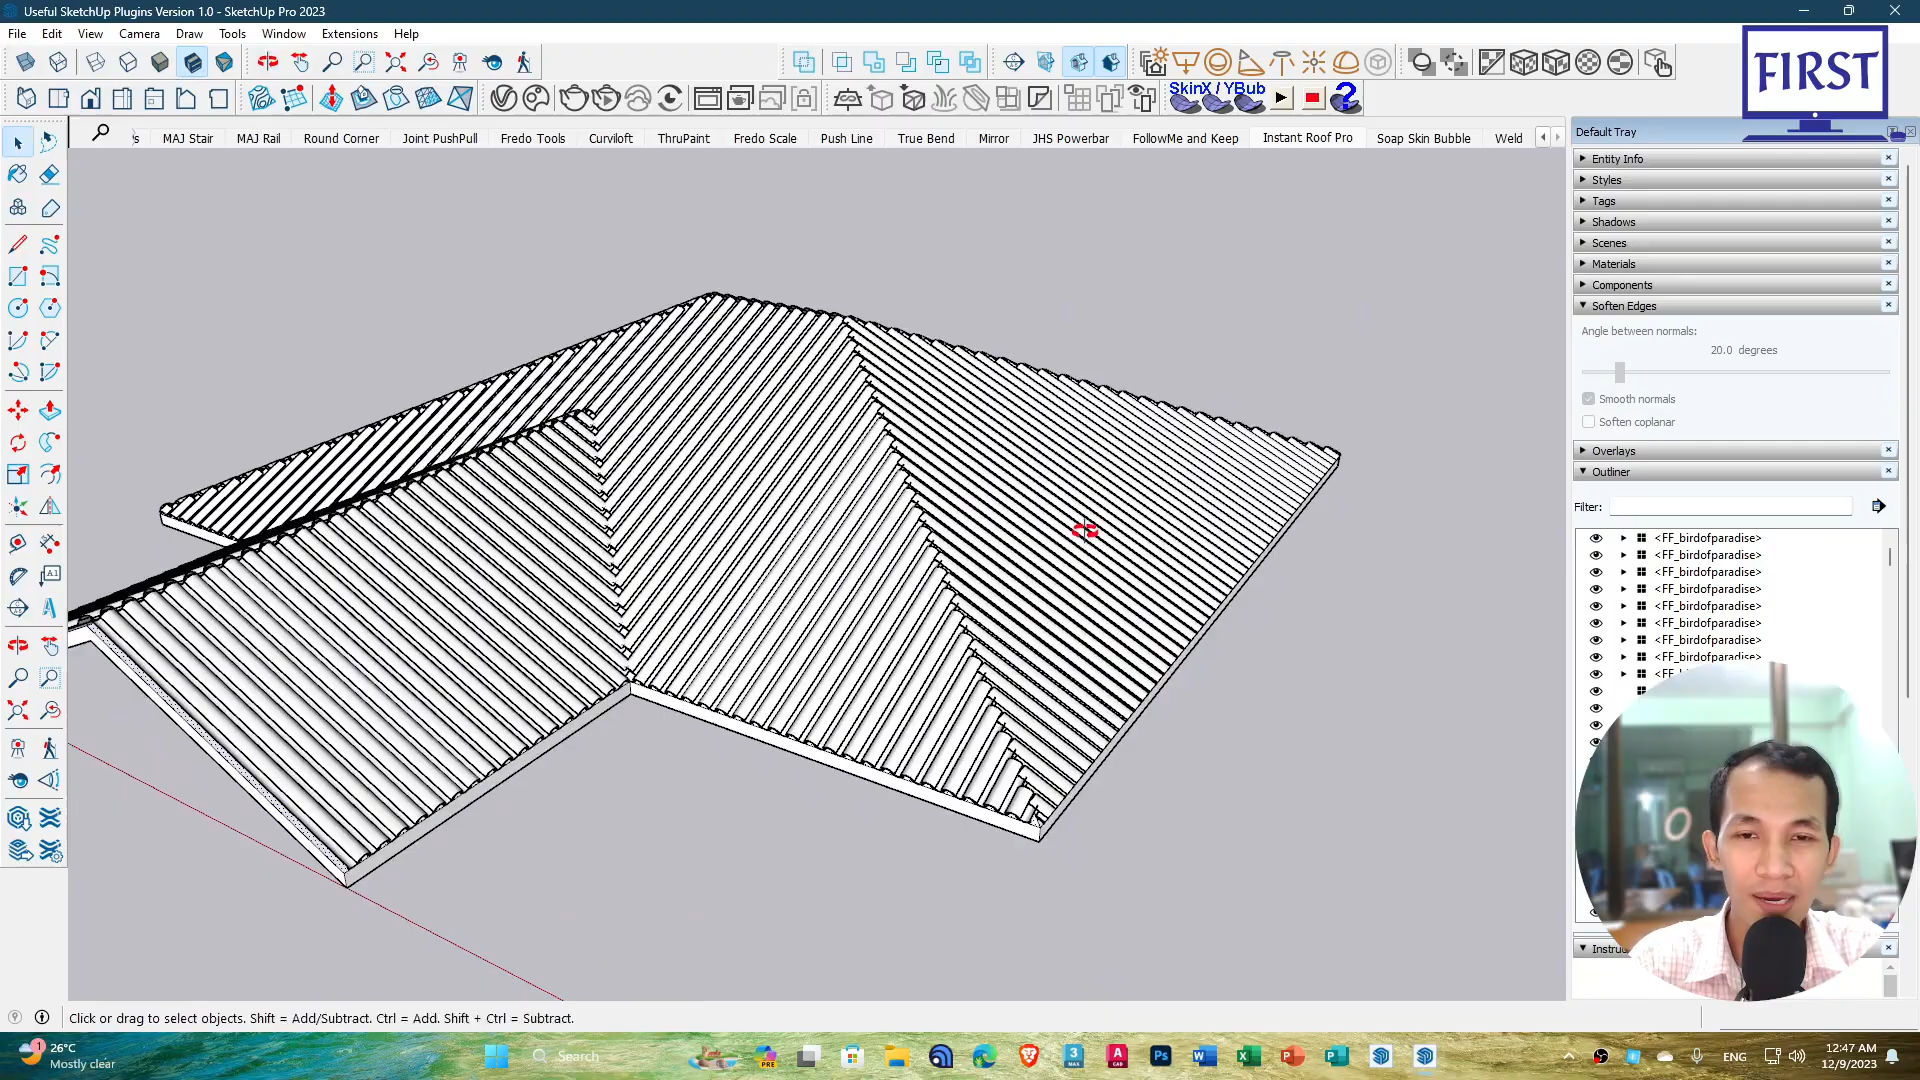 Useful SketchUp Plugins Version 1.0 - SketchUp Pro 2023
File Edit View Camera Draw Tools Window Extensions Help
FIRST
SkinX / YBub
MAJ Stair MAJ Rail Round Corner Joint PushPull Fredo Tools Curviloft ThruPaint Fredo Scale Push Line True Bend Mirror JHS Powerbar FollowMe and Keep Instant Roof Pro Soap Skin Bubble Weld
Default Tray
Entity Info
Styles
Tags
Shadows
Scenes
Materials
Components
Soften Edges
Angle between normals:
20.0 degrees
Smooth normals
Soften coplanar
Overlays
Outliner
Filter:
<FF_birdofparadise>
<FF_birdofparadise>
<FF_birdofparadise>
<FF_birdofparadise>
<FF_birdofparadise>
<FF_birdofparadise>
<FF_birdofparadise>
<FF_birdofparadise>
Click or drag to select objects. Shift = Add/Subtract. Ctrl = Add. Shift + Ctrl = Subtract.
26°C
Mostly clear
Search
ENG
12:47 AM
12/9/2023